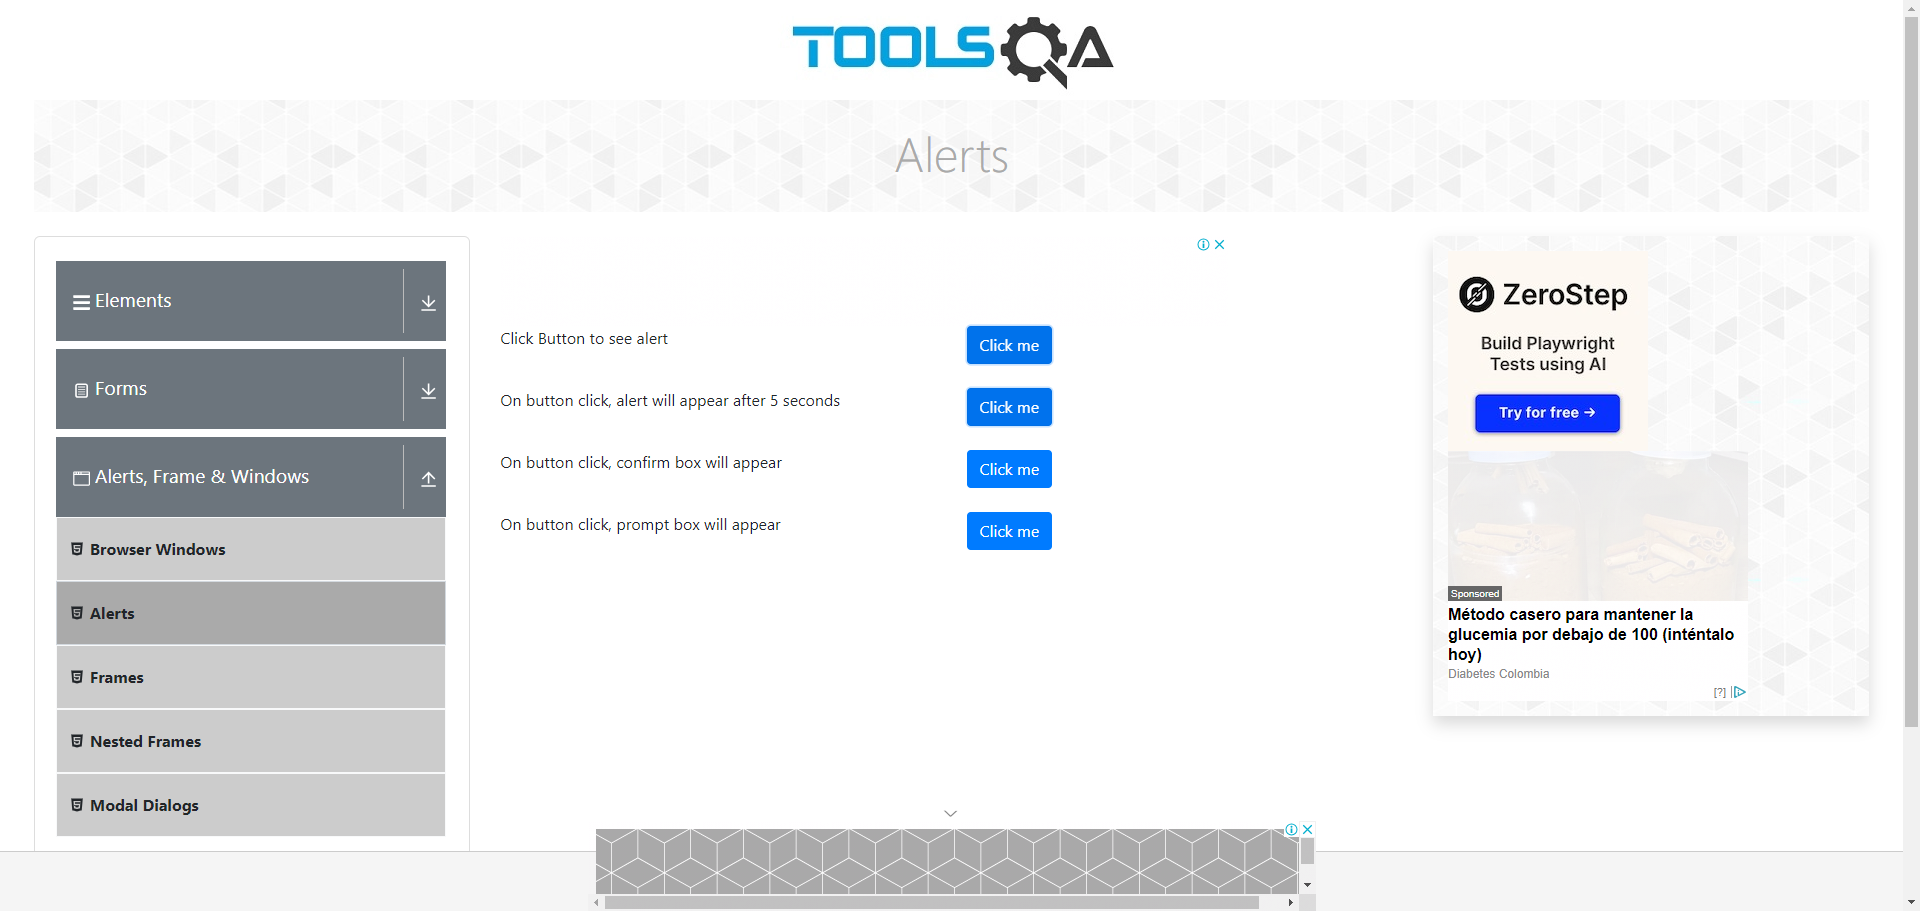 TOOLSQA
Alerts
Elements
Forms
Alerts, Frame & Windows
Browser Windows
Alerts
Frames
Nested Frames
Modal Dialogs
Click Button to see alert
Click me
On button click, alert will appear after 5 seconds
Click me
On button click, confirm box will appear
Click me
On button click, prompt box will appear
Click me
ZeroStep
Build Playwright
Tests using AI
Try for free →
Sponsored
Método casero para mantener la
glucemia por debajo de 100 (inténtalo
hoy)
Diabetes Colombia
[?]